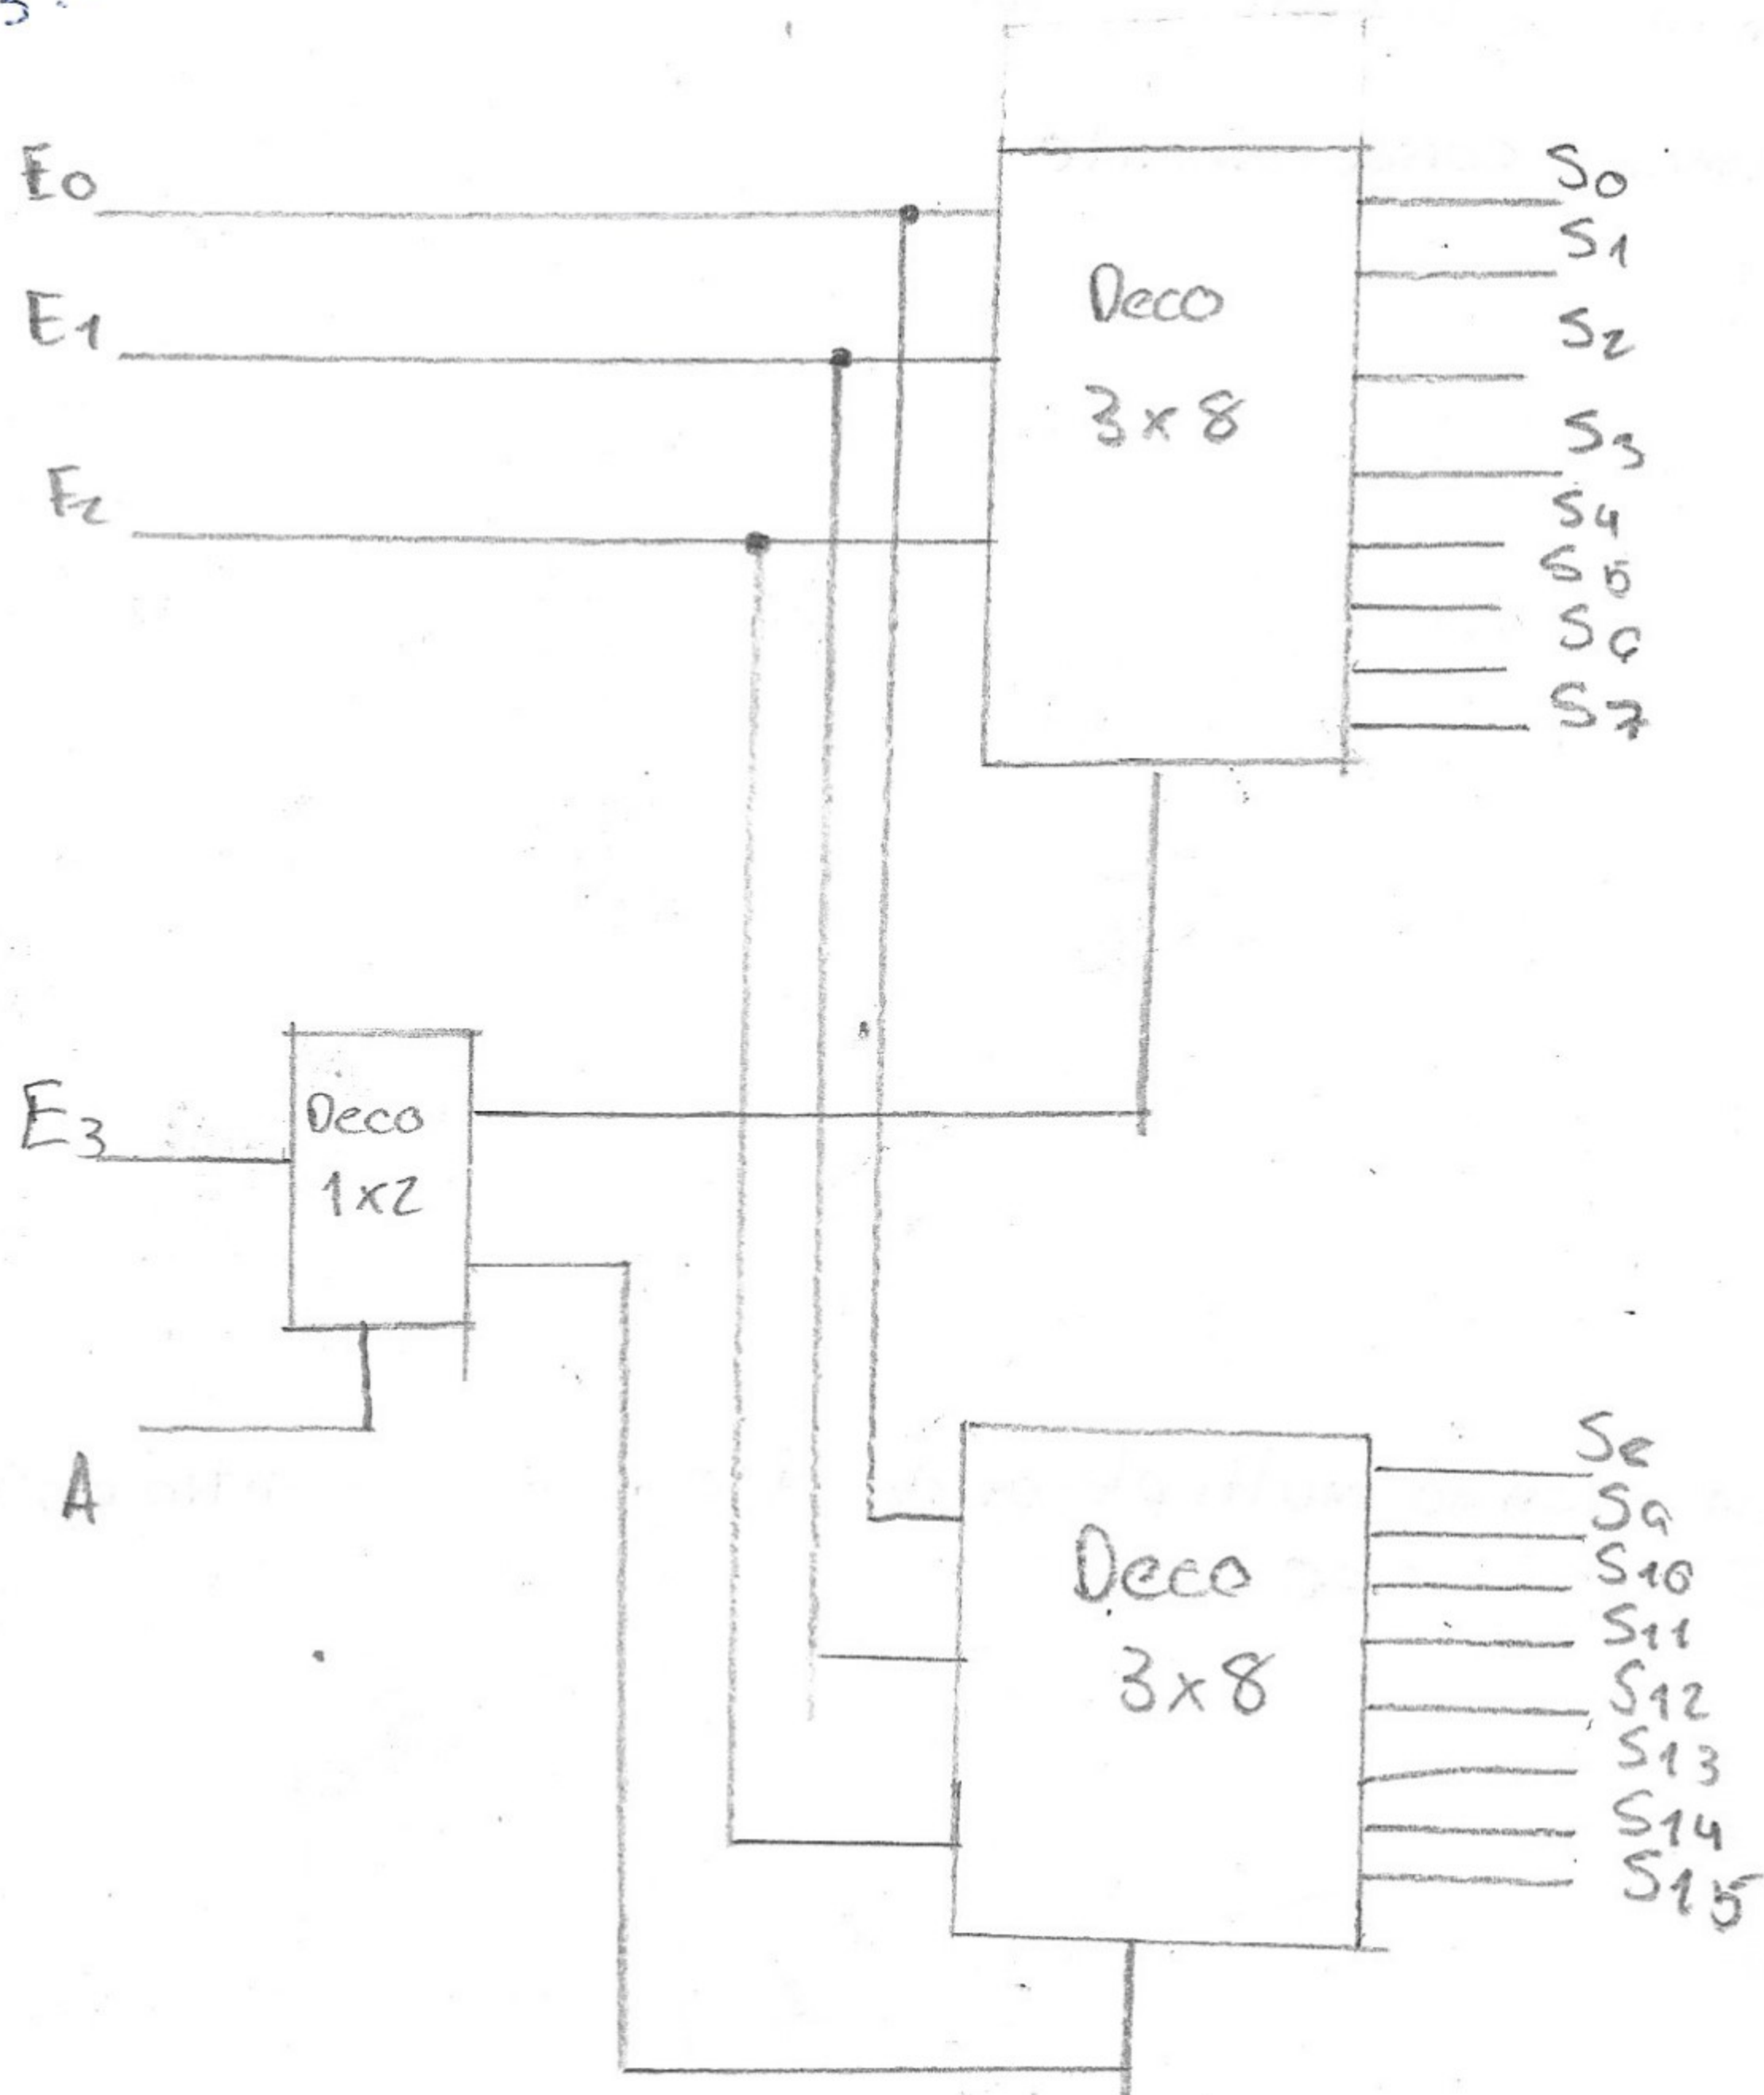 E0
E1
E2
Deco
3x8
S0
S1
S2
S3
S4
S5
S6
S7
E3
Deco
1x2
A
Deco
3x8
S8
S9
S10
S11
S12
S13
S14
S15